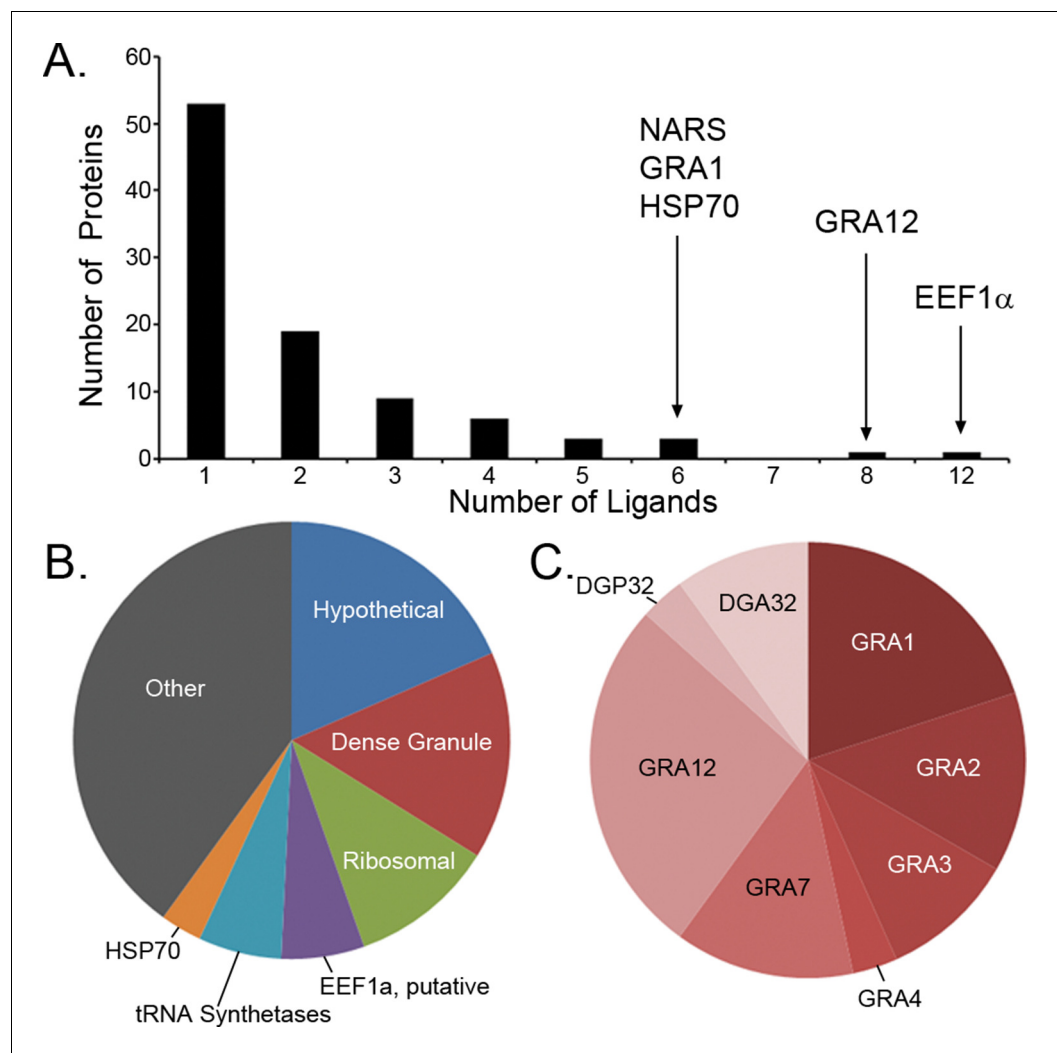 A.
Number of Proteins
60
50
40
30
20
10
0
NARS
GRA1
HSP70
GRA12
EEF1α
1 2 3 4 5 6 7 8 12
Number of Ligands
B.
Hypothetical
Other
Dense Granule
Ribosomal
HSP70
EEF1a, putative
tRNA Synthetases
C.
DGP32
DGA32
GRA1
GRA12
GRA2
GRA3
GRA7
GRA4